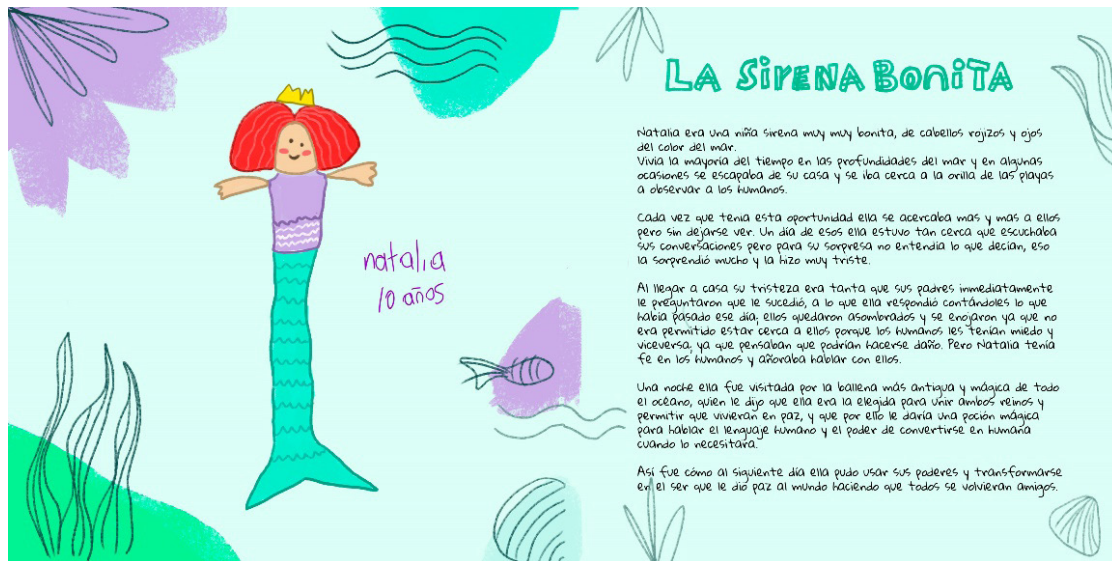 natalia
10 años
LA SIRENA BONITA
Natalia era una niña sirena muy muy bonita, de cabellos rojizos y ojos
del color del mar.
Vivia la mayoria del tiempo en las profundidades del mar y en algunas
ocasiones se escapaba de su casa y se iba cerca a la orilla de las playas
a observar a los humanos.
Cada vez que tenia esta oportunidad ella se acercaba mas y mas a ellos
pero sin dejarse ver. Un día de esos ella estuvo tan cerca que escuchaba
sus conversaciones pero para su sorpresa no entendia lo que decían, eso
la sorprendió mucho y la hizo muy triste.
Al llegar a casa su tristeza era tanta que sus padres inmediatamente
le preguntaron que le sucedió, a lo que ella respondió contándoles lo que
habia pasado ese día; ellos quedaron asombrados y se enojaron ya que no
era permitido estar cerca a ellos porque los humanos les tenían miedo y
viceversa, ya que pensaban que podrían hacerse daño. Pero Natalia tenía
fe en los humanos y añoraba hablar con ellos.
Una noche ella fue visitada por la ballena más antigua y mágica de todo
el océano, quien le dijo que ella era la elegida para unir ambos reinos y
permitir que vivieran en paz, y que por ello le daría una poción mágica
para hablar el lenguaje humano y el poder de convertirse en humana
cuando lo necesitara.
Así fue cómo al siguiente día ella pudo usar sus poderes y transformarse
en el ser que le dió paz al mundo haciendo que todos se volvieran amigos.